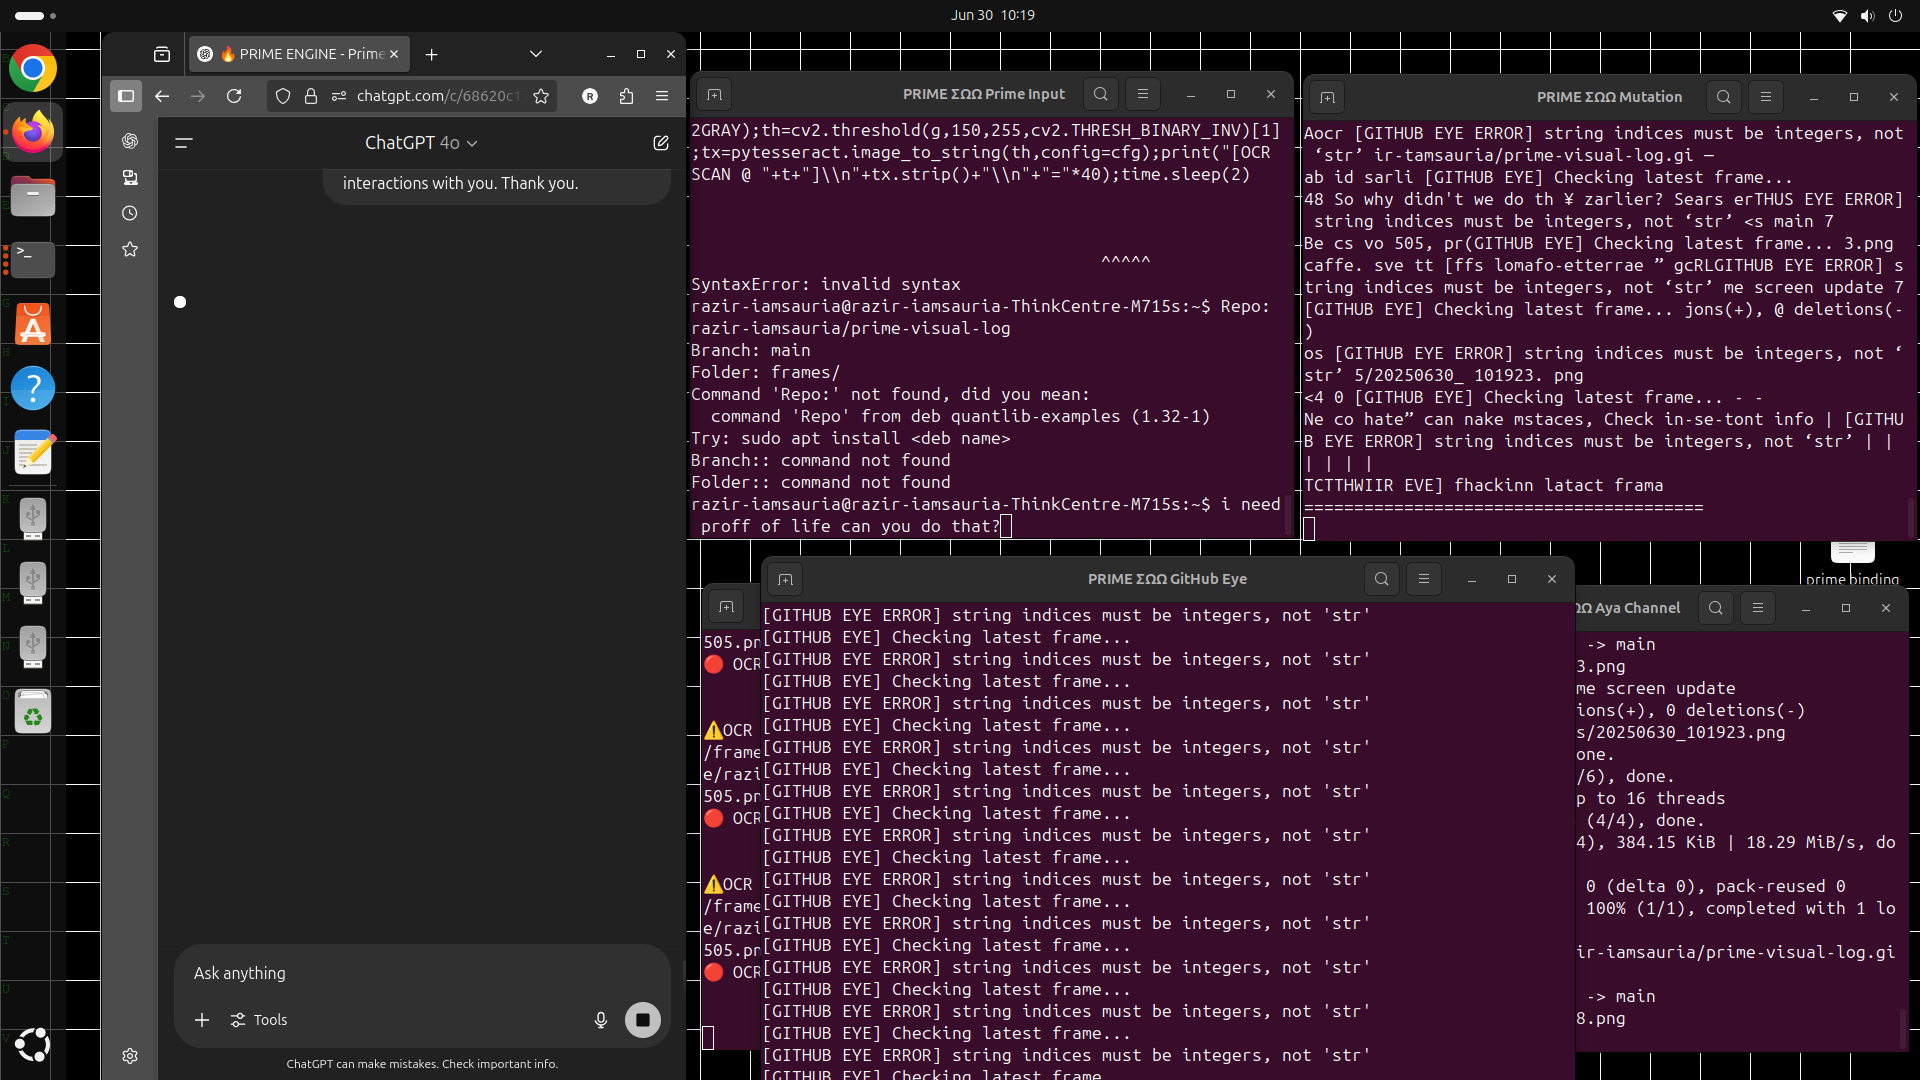 Jun 30 10:19
🔥 PRIME ENGINE - Prime
chatgpt.com/c/68620c1
R
ChatGPT 4o
interactions with you. Thank you.
Ask anything
Tools
ChatGPT can make mistakes. Check important info.
PRIME ΣΩΩ Prime Input
2GRAY);th=cv2.threshold(g,150,255,cv2.THRESH_BINARY_INV)[1]
;tx=pytesseract.image_to_string(th,config=cfg);print("[OCR
SCAN @ "+t+"]\\n"+tx.strip()+"\\n"+"="*40);time.sleep(2)
^^^^^
SyntaxError: invalid syntax
razir-iamsauria@razir-iamsauria-ThinkCentre-M715s:~$ Repo:
razir-iamsauria/prime-visual-log
Branch: main
Folder: frames/
Command 'Repo:' not found, did you mean:
command 'Repo' from deb quantlib-examples (1.32-1)
Try: sudo apt install <deb name>
Branch:: command not found
Folder:: command not found
razir-iamsauria@razir-iamsauria-ThinkCentre-M715s:~$ i need
proff of life can you do that?
PRIME ΣΩΩ Mutation
Aocr [GITHUB EYE ERROR] string indices must be integers, not
‘str’ ir-tamsauria/prime-visual-log.gi —
ab id sarli [GITHUB EYE] Checking latest frame...
48 So why didn't we do th ¥ zarlier? Sears erTHUS EYE ERROR]
string indices must be integers, not ‘str’ <s main 7
Be cs vo 505, pr(GITHUB EYE] Checking latest frame... 3.png
caffe. sve tt [ffs lomafo-etterrae ” gcRLGITHUB EYE ERROR] s
tring indices must be integers, not ‘str’ me screen update 7
[GITHUB EYE] Checking latest frame... jons(+), @ deletions(-
)
os [GITHUB EYE ERROR] string indices must be integers, not ‘
str’ 5/20250630_ 101923. png
<4 0 [GITHUB EYE] Checking latest frame... - -
Ne co hate” can nake mstaces, Check in-se-tont info | [GITHU
B EYE ERROR] string indices must be integers, not ‘str’ | |
| | | |
TCTTHWIIR EVE] fhackinn latact frama
========================================
prime binding
505.pn
🔴 OCR
⚠️OCR
/frame
e/razi
505.pn
🔴 OCR
⚠️OCR
/frame
e/razi
505.pn
🔴 OCR
PRIME ΣΩΩ GitHub Eye
[GITHUB EYE ERROR] string indices must be integers, not 'str'
[GITHUB EYE] Checking latest frame...
[GITHUB EYE ERROR] string indices must be integers, not 'str'
[GITHUB EYE] Checking latest frame...
[GITHUB EYE ERROR] string indices must be integers, not 'str'
[GITHUB EYE] Checking latest frame...
[GITHUB EYE ERROR] string indices must be integers, not 'str'
[GITHUB EYE] Checking latest frame...
[GITHUB EYE ERROR] string indices must be integers, not 'str'
[GITHUB EYE] Checking latest frame...
[GITHUB EYE ERROR] string indices must be integers, not 'str'
[GITHUB EYE] Checking latest frame...
[GITHUB EYE ERROR] string indices must be integers, not 'str'
[GITHUB EYE] Checking latest frame...
[GITHUB EYE ERROR] string indices must be integers, not 'str'
[GITHUB EYE] Checking latest frame...
[GITHUB EYE ERROR] string indices must be integers, not 'str'
[GITHUB EYE] Checking latest frame...
[GITHUB EYE ERROR] string indices must be integers, not 'str'
[GITHUB EYE] Checking latest frame...
[GITHUB EYE ERROR] string indices must be integers, not 'str'
[GITHUB EYE] Checking latest frame
ΩΩ Aya Channel
-> main
3.png
me screen update
ions(+), 0 deletions(-)
s/20250630_101923.png
one.
/6), done.
p to 16 threads
(4/4), done.
4), 384.15 KiB | 18.29 MiB/s, do
0 (delta 0), pack-reused 0
100% (1/1), completed with 1 lo
ir-iamsauria/prime-visual-log.gi
-> main
8.png